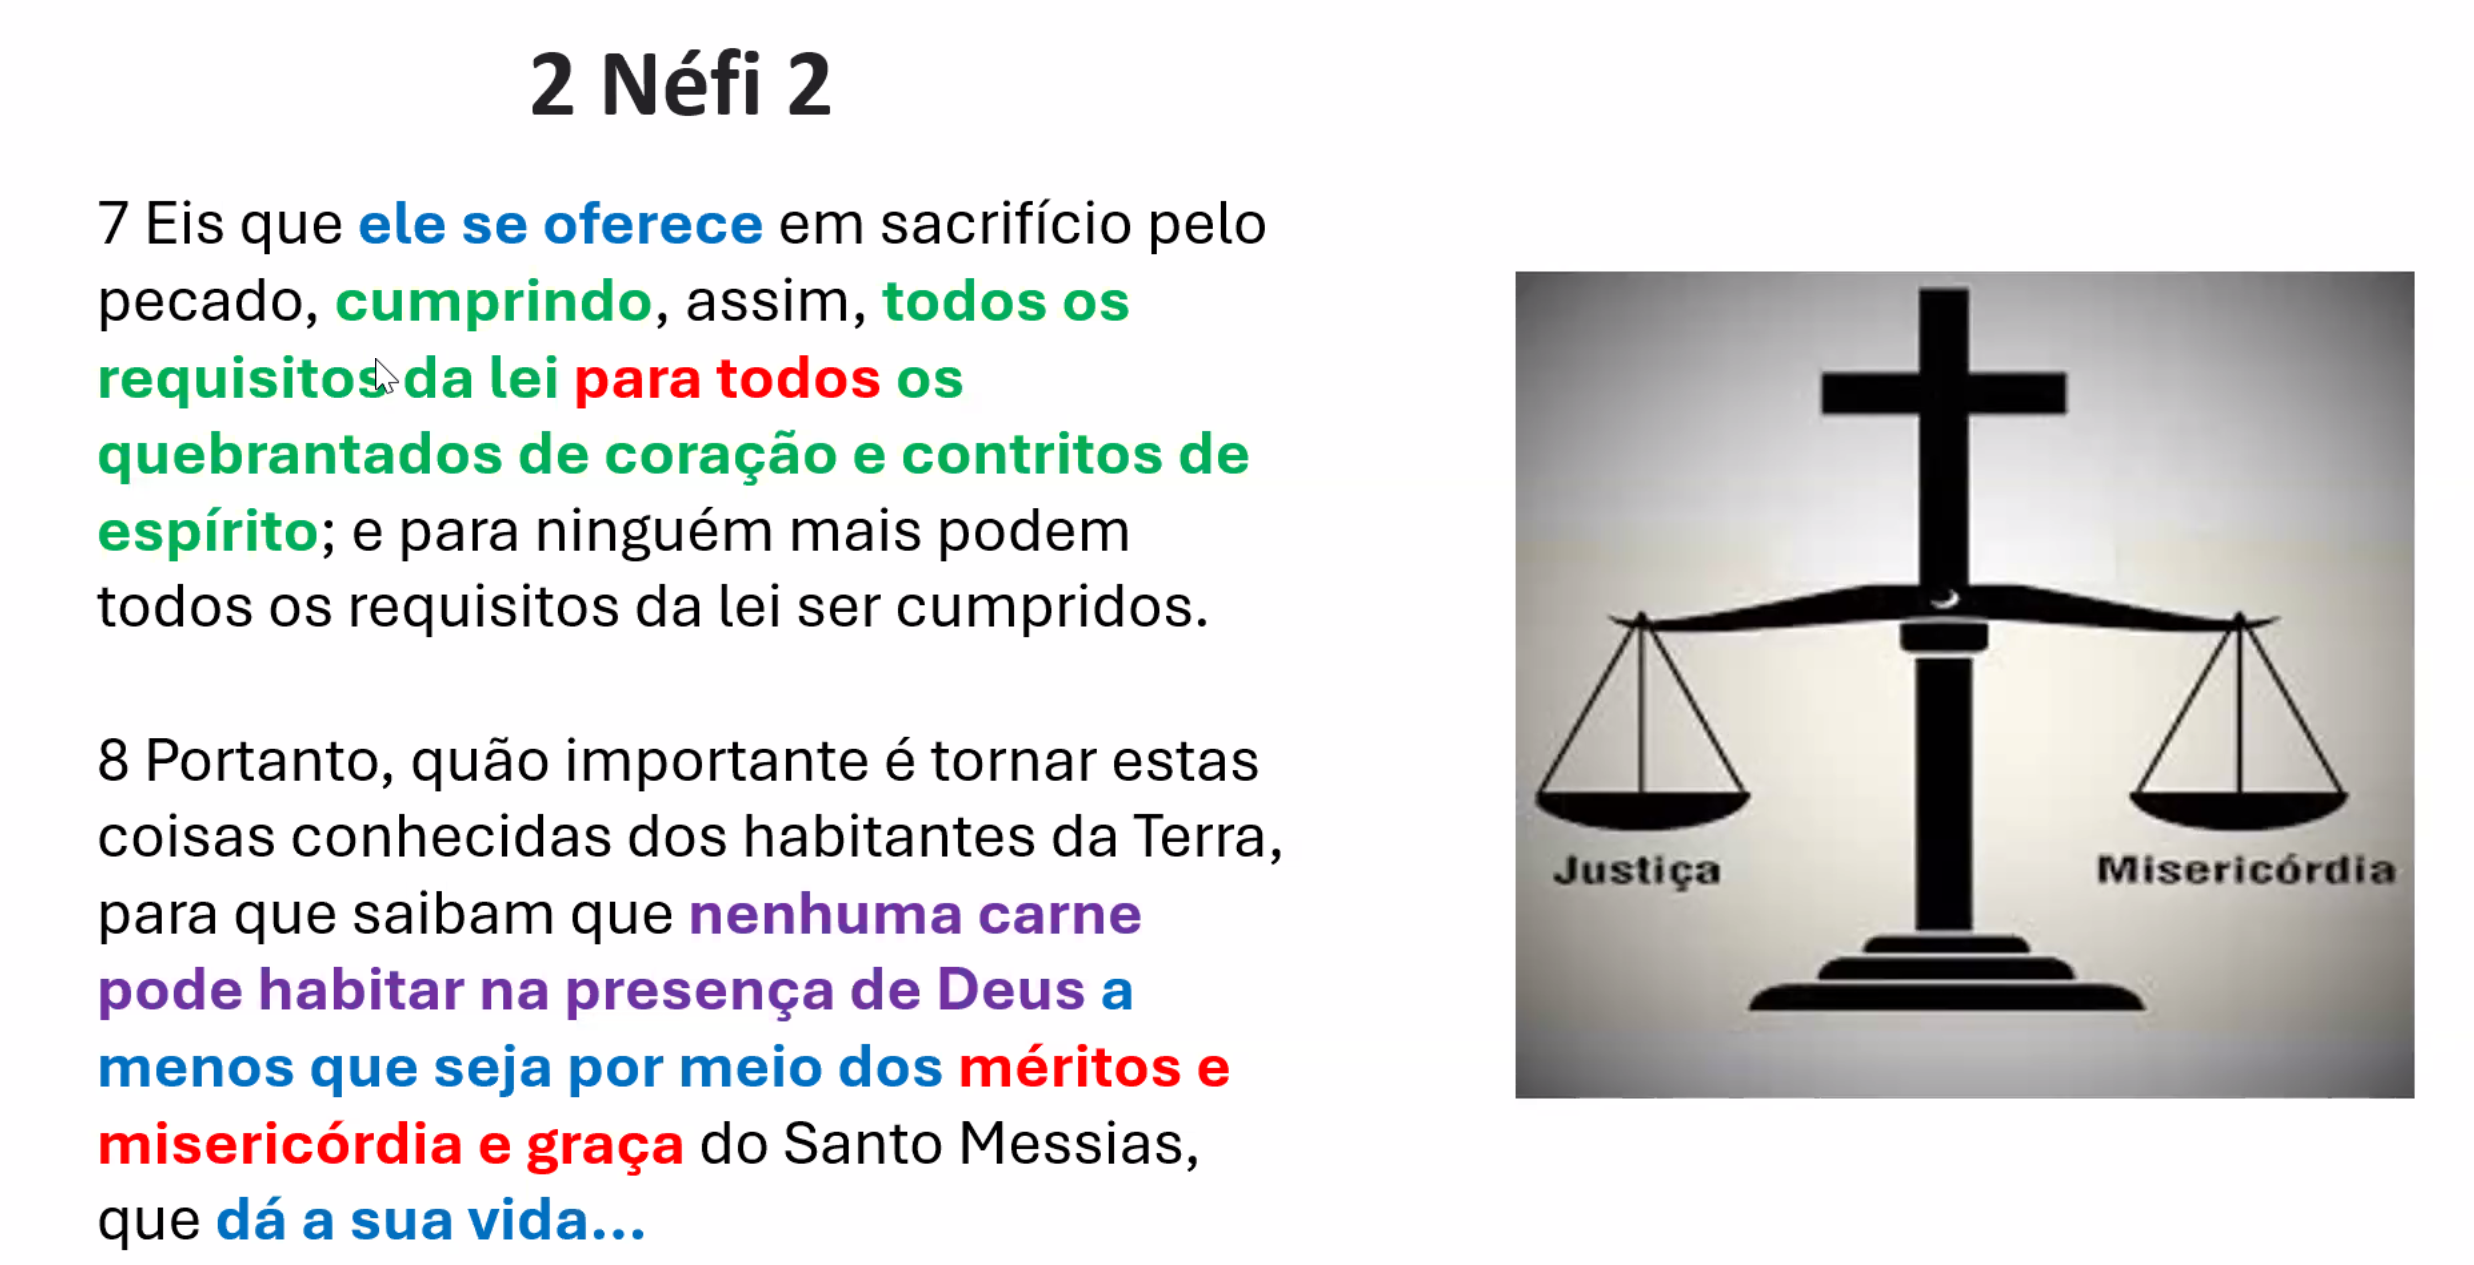 2 Néfi 2
7 Eis que ele se oferece em sacrifício pelo
pecado, cumprindo, assim, todos os
requisitos da lei para todos os
quebrantados de coração e contritos de
espírito; e para ninguém mais podem
todos os requisitos da lei ser cumpridos.
8 Portanto, quão importante é tornar estas
coisas conhecidas dos habitantes da Terra,
para que saibam que nenhuma carne
pode habitar na presença de Deus a
menos que seja por meio dos méritos e
misericórdia e graça do Santo Messias,
que dá a sua vida...
Justiça
Misericórdia